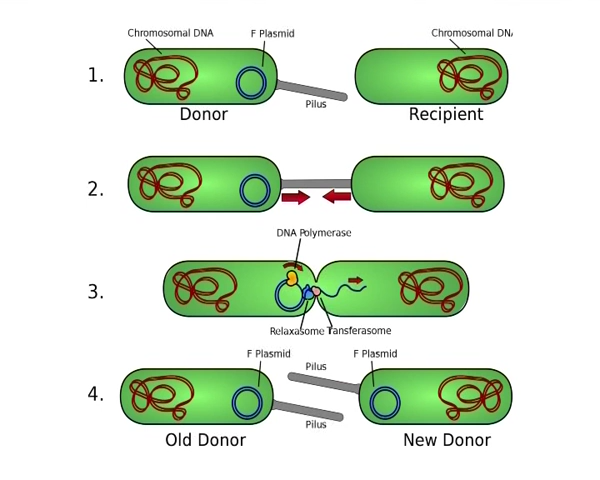 Chromosomal DNA
F Plasmid
Chromosomal DN
1.
Pilus
Donor
Recipient
2.
DNA Polymerase
3.
Relaxasome
Transferasome
F Plasmid
Pilus
F Plasmid
4.
Pilus
Old Donor
New Donor